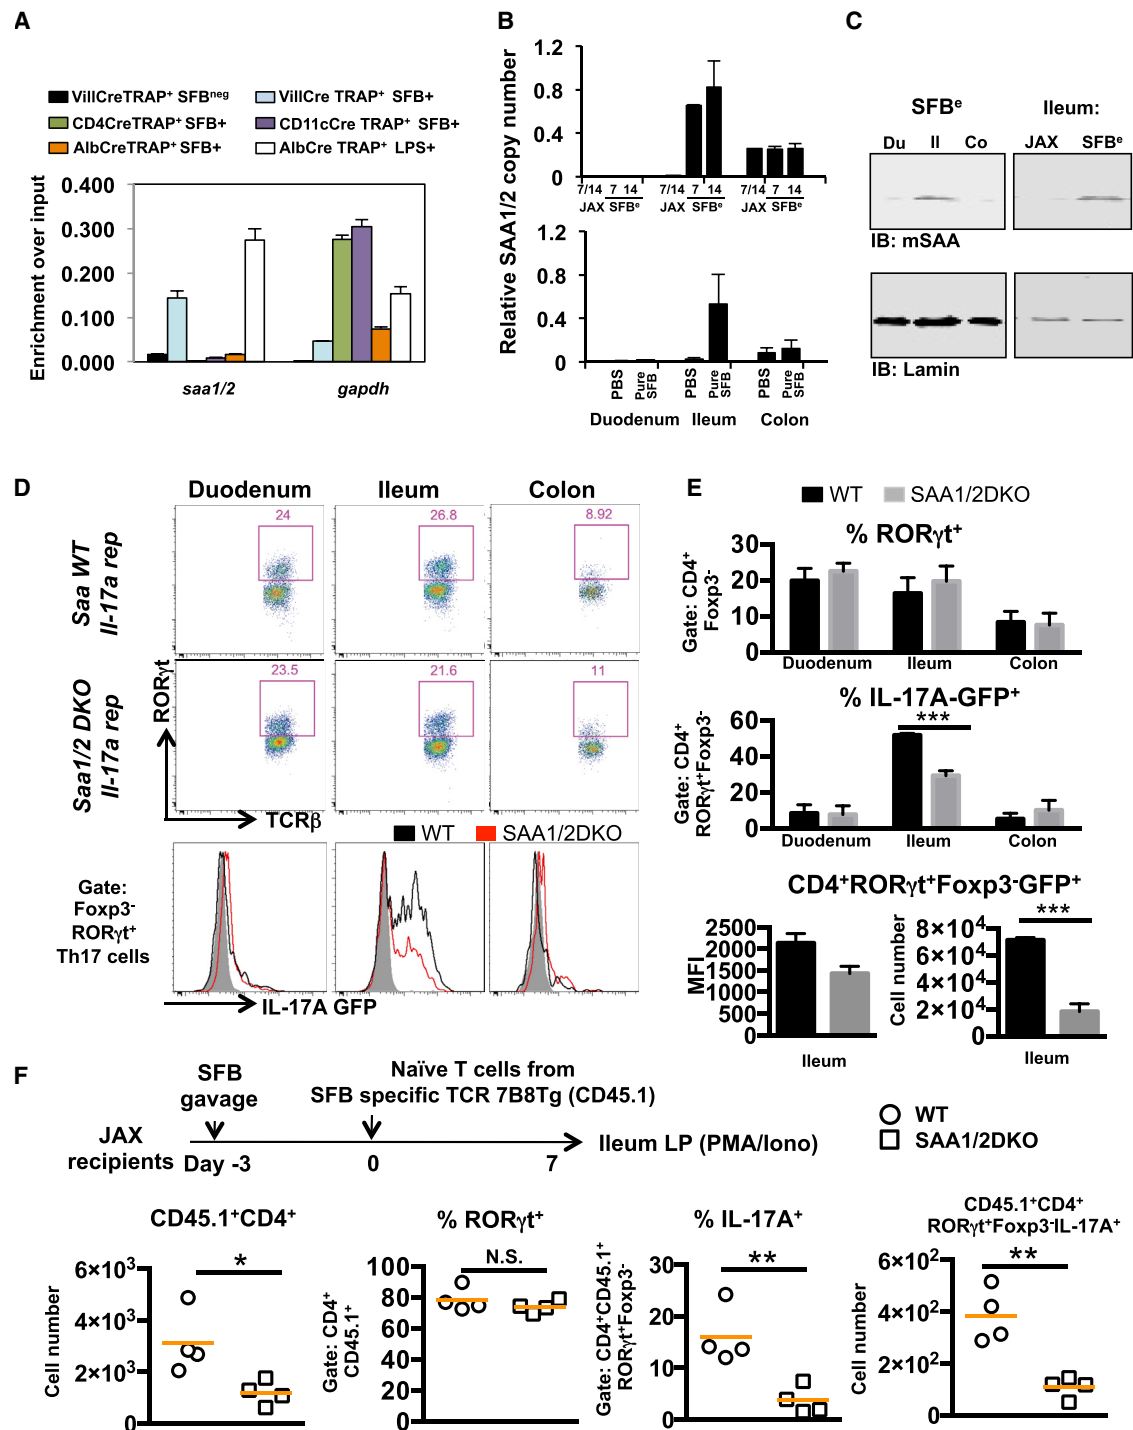 A
VillCreTRAP⁺ SFBⁿᵉᵍ
VillCre TRAP⁺ SFB+
CD4CreTRAP⁺ SFB+
CD11cCre TRAP⁺ SFB+
AlbCreTRAP⁺ SFB+
AlbCre TRAP⁺ LPS+
Enrichment over input
0.400
0.300
0.200
0.100
0.000
saa1/2
gapdh
B
Relative SAA1/2 copy number
1.2
0.8
0.4
0
7/14 7 14
7/14 7 14
7/14 7 14
JAX SFBᵉ
JAX SFBᵉ
JAX SFBᵉ
1.2
0.8
0.4
0
PBS
Pure SFB
PBS
Pure SFB
PBS
Pure SFB
Duodenum Ileum Colon
C
SFBᵉ
Ileum:
Du Il Co
JAX SFBᵉ
IB: mSAA
IB: Lamin
D
Duodenum Ileum Colon
Saa WT
Il-17a rep
24
26.8
8.92
Saa1/2 DKO
Il-17a rep
23.5
21.6
11
RORγt
TCRβ
WT SAA1/2DKO
Gate:
Foxp3⁻
RORγt⁺
Th17 cells
IL-17A GFP
E
WT SAA1/2DKO
% RORγt⁺
Gate: CD4⁺
Foxp3⁻
30
20
10
0
Duodenum Ileum Colon
% IL-17A-GFP⁺
***
Gate: CD4⁺
RORγt⁺Foxp3⁻
60
40
20
0
Duodenum Ileum Colon
CD4⁺RORγt⁺Foxp3⁻GFP⁺
MFI
2500
2000
1500
1000
500
0
Ileum
***
Cell number
8×10⁴
6×10⁴
4×10⁴
2×10⁴
0
Ileum
F
SFB
gavage
Naïve T cells from
SFB specific TCR 7B8Tg (CD45.1)
JAX
recipients
Day -3
0
7
Ileum LP (PMA/Iono)
WT
SAA1/2DKO
CD45.1⁺CD4⁺
*
Cell number
6×10³
4×10³
2×10³
0
% RORγt⁺
N.S.
Gate: CD4⁺
CD45.1⁺
100
80
60
40
20
0
% IL-17A⁺
**
Gate: CD4⁺CD45.1⁺
RORγt⁺Foxp3⁻
30
20
10
0
CD45.1⁺CD4⁺
RORγt⁺Foxp3⁻IL-17A⁺
**
Cell number
6×10²
4×10²
2×10²
0